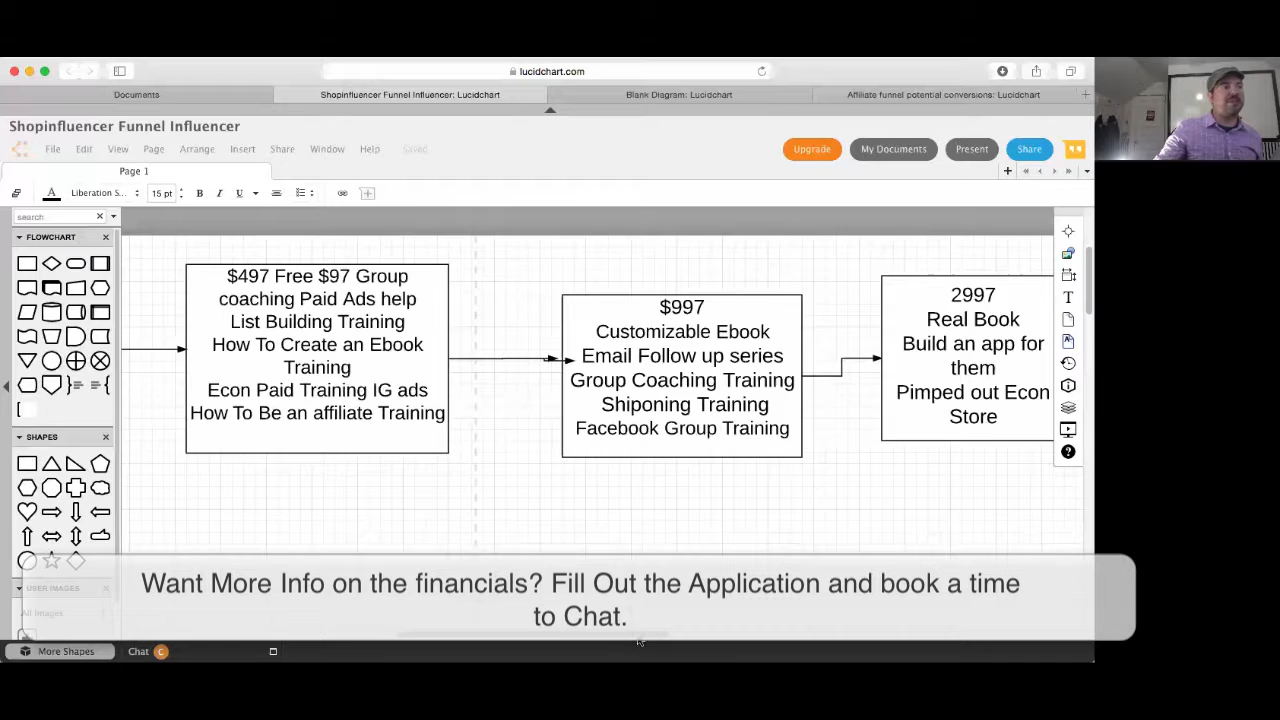 lucidchart.com
Documents
Shopinfluencer Funnel Influencer: Lucidchart
Blank Diagram: Lucidchart
Affiliate funnel potential conversions: Lucidchart
Shopinfluencer Funnel Influencer
File Edit View Page Arrange Insert Share Window Help Saved
Upgrade My Documents Present Share
Page 1
Liberation S... 15 pt B I U
search
FLOWCHART
SHAPES
USER IMAGES
All Images
$497 Free $97 Group
coaching Paid Ads help
List Building Training
How To Create an Ebook
Training
Econ Paid Training IG ads
How To Be an affiliate Training
$997
Customizable Ebook
Email Follow up series
Group Coaching Training
Shiponing Training
Facebook Group Training
2997
Real Book
Build an app for
them
Pimped out Econ
Store
Want More Info on the financials? Fill Out the Application and book a time
to Chat.
More Shapes Chat C